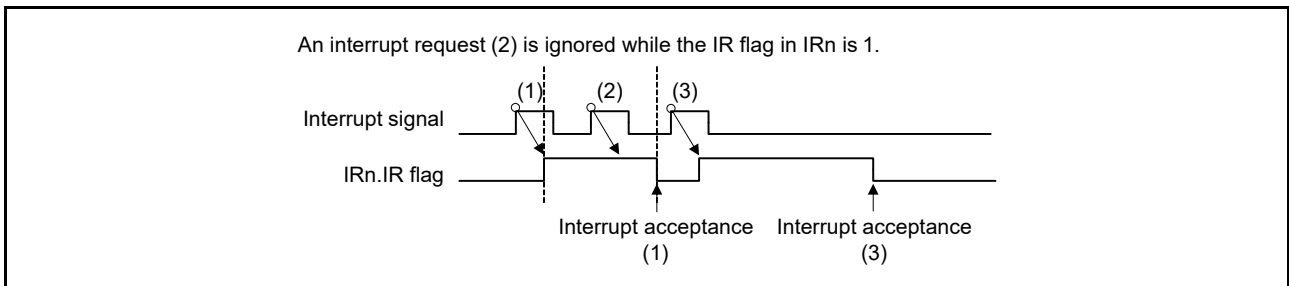 An interrupt request (2) is ignored while the IR flag in IRn is 1.
(1) (2) (3)
Interrupt signal
IRn.IR flag
Interrupt acceptance Interrupt acceptance
(1) (3)